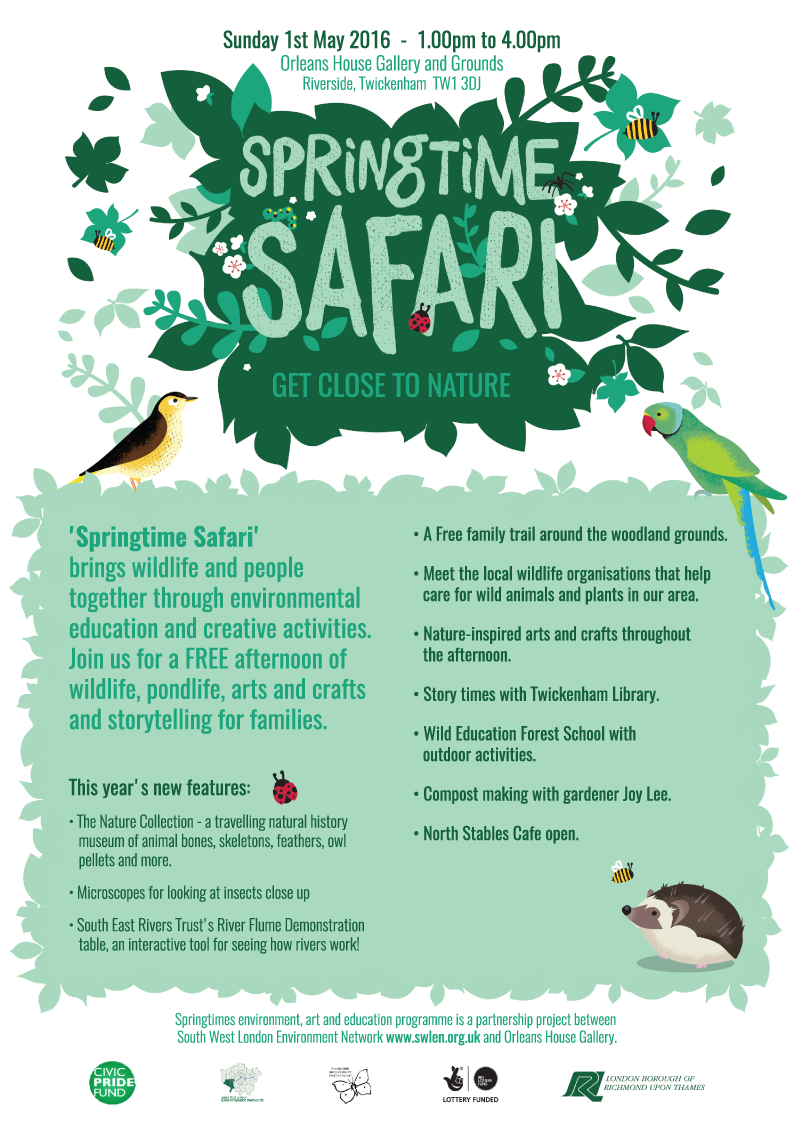 Sunday 1st May 2016 - 1.00pm to 4.00pm
Orleans House Gallery and Grounds
Riverside, Twickenham TW1 3DJ
SPRINGTIME
SAFARI
GET CLOSE TO NATURE
'Springtime Safari'
brings wildlife and people
together through environmental
education and creative activities.
Join us for a FREE afternoon of
wildlife, pondlife, arts and crafts
and storytelling for families.
This year's new features:
• The Nature Collection - a travelling natural history
museum of animal bones, skeletons, feathers, owl
pellets and more.
• Microscopes for looking at insects close up
• South East Rivers Trust's River Flume Demonstration
table, an interactive tool for seeing how rivers work!
• A Free family trail around the woodland grounds.
• Meet the local wildlife organisations that help
care for wild animals and plants in our area.
• Nature-inspired arts and crafts throughout
the afternoon.
• Story times with Twickenham Library.
• Wild Education Forest School with
outdoor activities.
• Compost making with gardener Joy Lee.
• North Stables Cafe open.
Springtimes environment, art and education programme is a partnership project between
South West London Environment Network www.swlen.org.uk and Orleans House Gallery.
CIVIC
PRIDE
FUND
BIG
LOTTERY
FUND
LOTTERY FUNDED
LONDON BOROUGH OF
RICHMOND UPON THAMES